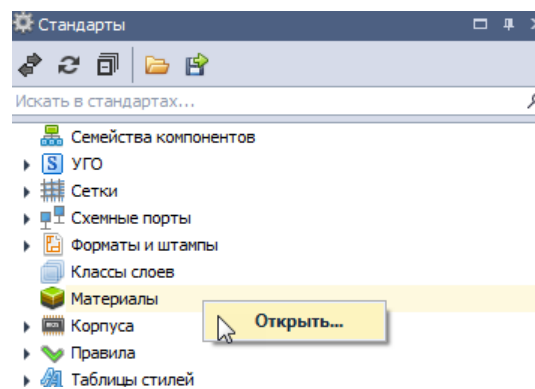 Стандарты
Искать в стандартах...
Семейства компонентов
S УГО
Сетки
Схемные порты
Форматы и штампы
Классы слоев
Материалы
Открыть...
Корпуса
Правила
Таблицы стилей